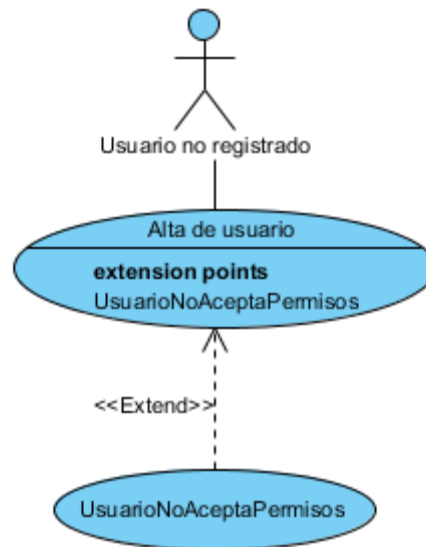 Usuario no registrado
Alta de usuario
extension points
UsuarioNoAceptaPermisos
<<Extend>>
UsuarioNoAceptaPermisos